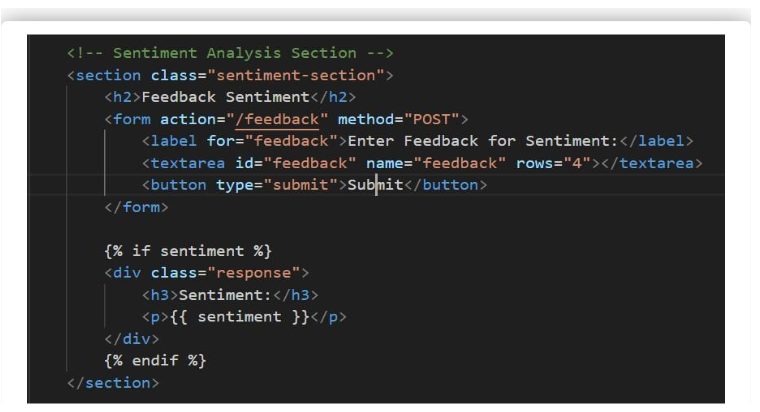 <!-- Sentiment Analysis Section -->
<section class="sentiment-section">
<h2>Feedback Sentiment</h2>
<form action="/feedback" method="POST">
<label for="feedback">Enter Feedback for Sentiment:</label>
<textarea id="feedback" name="feedback" rows="4"></textarea>
<button type="submit">Submit</button>
</form>
{% if sentiment %}
<div class="response">
<h3>Sentiment:</h3>
<p>{{ sentiment }}</p>
</div>
{% endif %}
</section>